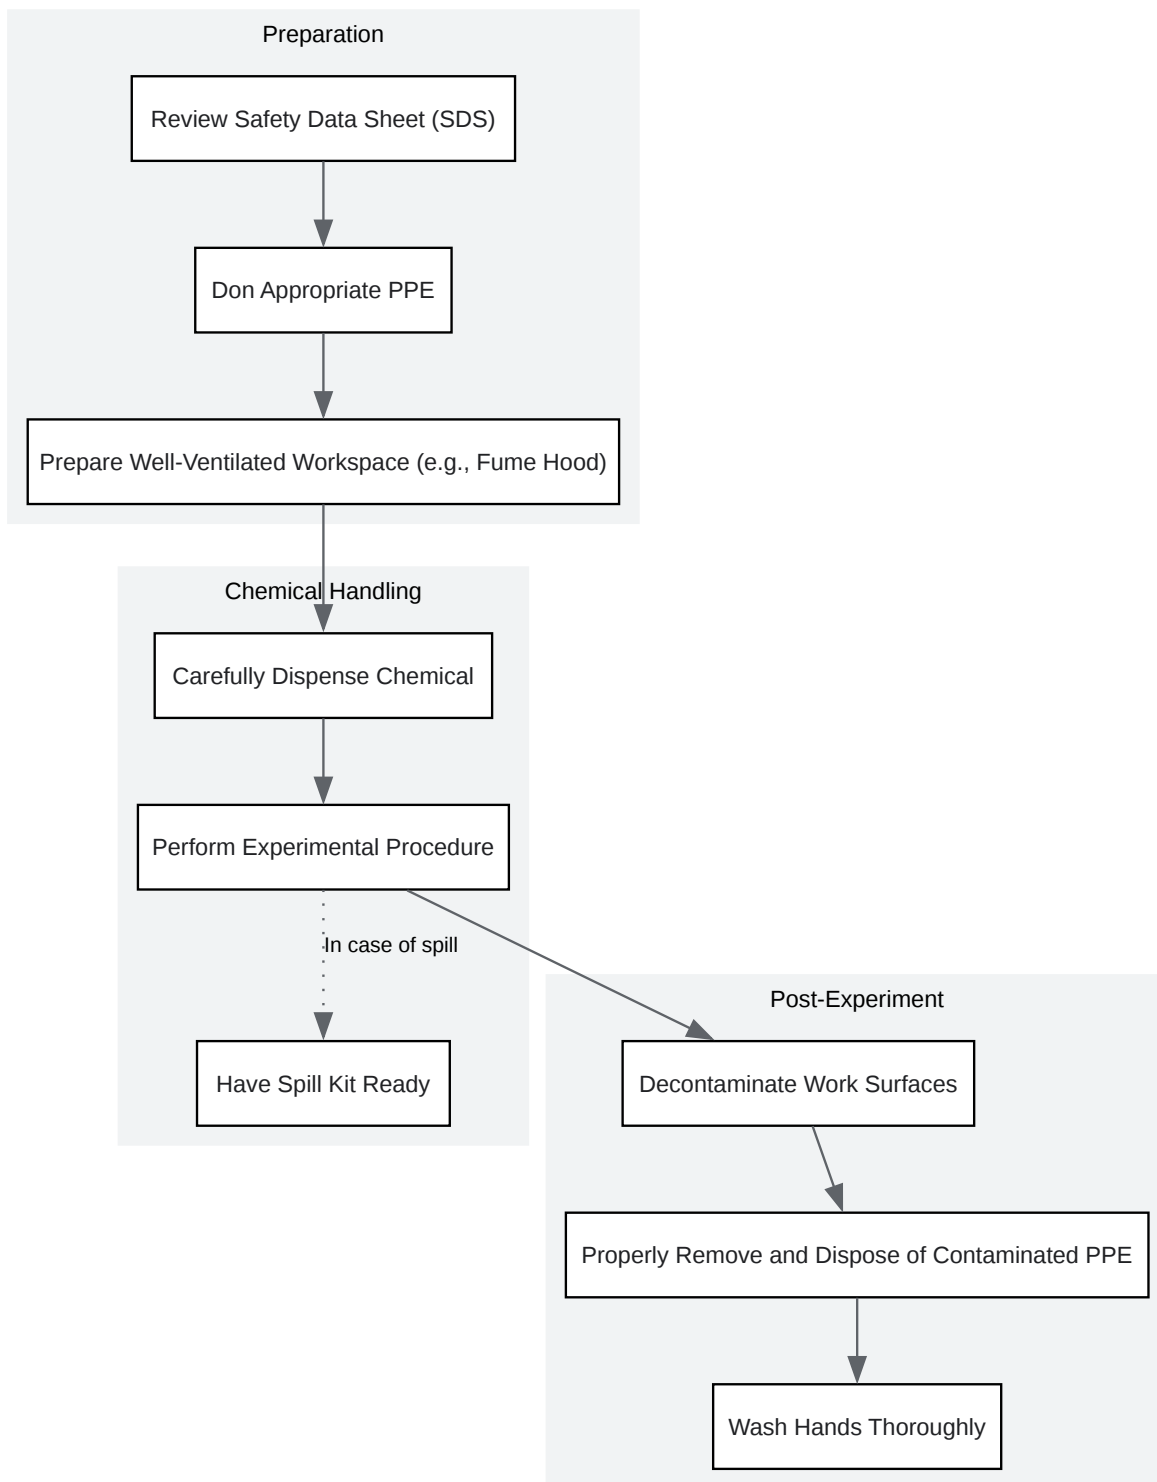 Preparation
Review Safety Data Sheet (SDS)
Don Appropriate PPE
Prepare Well-Ventilated Workspace (e.g., Fume Hood)
Chemical Handling
Carefully Dispense Chemical
Perform Experimental Procedure
In case of spill
Have Spill Kit Ready
Post-Experiment
Decontaminate Work Surfaces
Properly Remove and Dispose of Contaminated PPE
Wash Hands Thoroughly